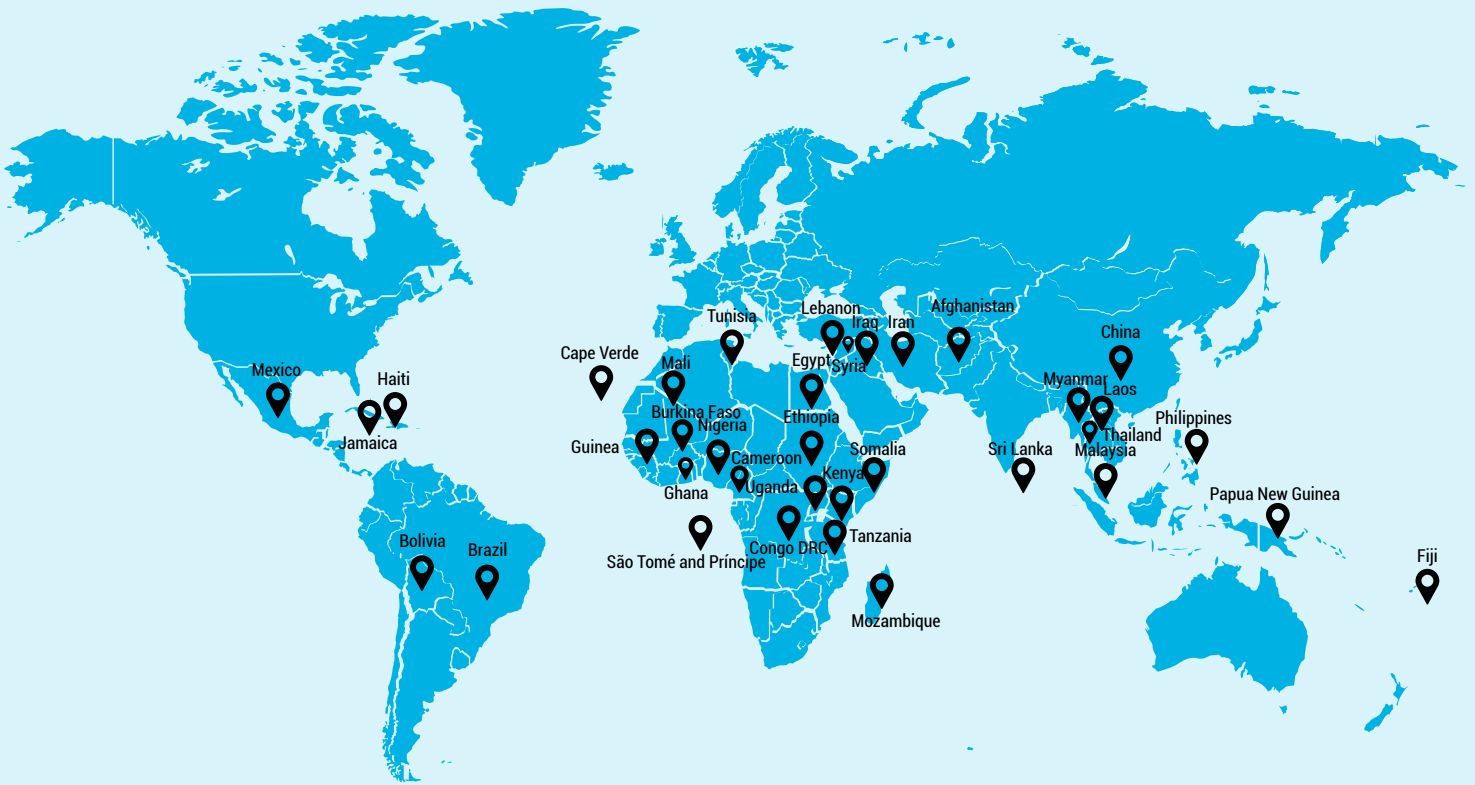 Lebanon
Afghanistan
Tunisia
Iraq
Iran
China
Cape Verde
Mali
Egypt
Syria
Mexico
Haiti
Myanmar
Laos
Burkina Faso
Nigeria
Ethiopia
Philippines
Jamaica
Guinea
Cameroon
Somalia
Sri Lanka
Thailand
Malaysia
Kenya
Uganda
Ghana
Papua New Guinea
Tanzania
Bolivia
Brazil
Congo DRC
São Tomé and Príncipe
Fiji
Mozambique